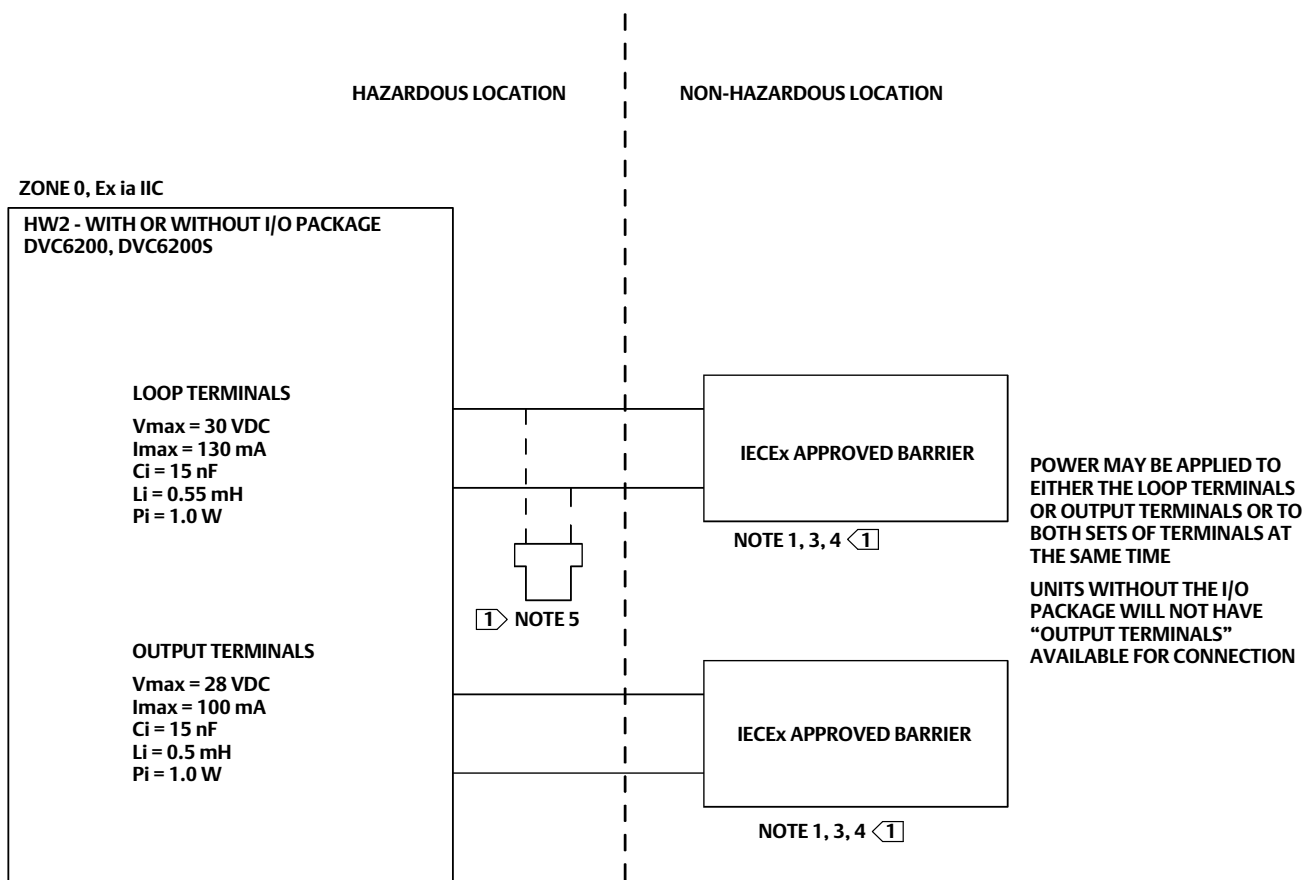 HAZARDOUS LOCATION
NON-HAZARDOUS LOCATION
ZONE 0, Ex ia IIC
HW2 - WITH OR WITHOUT I/O PACKAGE
DVC6200, DVC6200S
LOOP TERMINALS
Vmax = 30 VDC
Imax = 130 mA
Ci = 15 nF
Li = 0.55 mH
Pi = 1.0 W
IECEx APPROVED BARRIER
NOTE 1, 3, 4 1
1 NOTE 5
POWER MAY BE APPLIED TO
EITHER THE LOOP TERMINALS
OR OUTPUT TERMINALS OR TO
BOTH SETS OF TERMINALS AT
THE SAME TIME
UNITS WITHOUT THE I/O
PACKAGE WILL NOT HAVE
“OUTPUT TERMINALS”
AVAILABLE FOR CONNECTION
OUTPUT TERMINALS
Vmax = 28 VDC
Imax = 100 mA
Ci = 15 nF
Li = 0.5 mH
Pi = 1.0 W
IECEx APPROVED BARRIER
NOTE 1, 3, 4 1